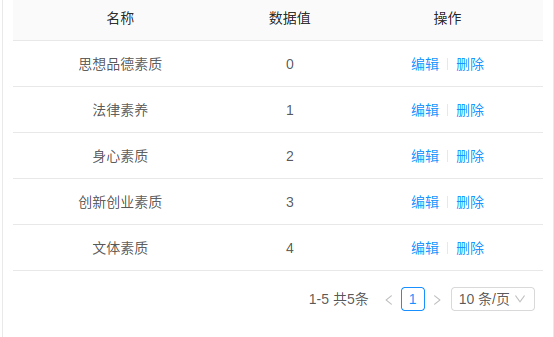 名称 数据值 操作
思想品德素质 0 编辑 删除
法律素养 1 编辑 删除
身心素质 2 编辑 删除
创新创业素质 3 编辑 删除
文体素质 4 编辑 删除
1-5 共5条 1 10 条/页